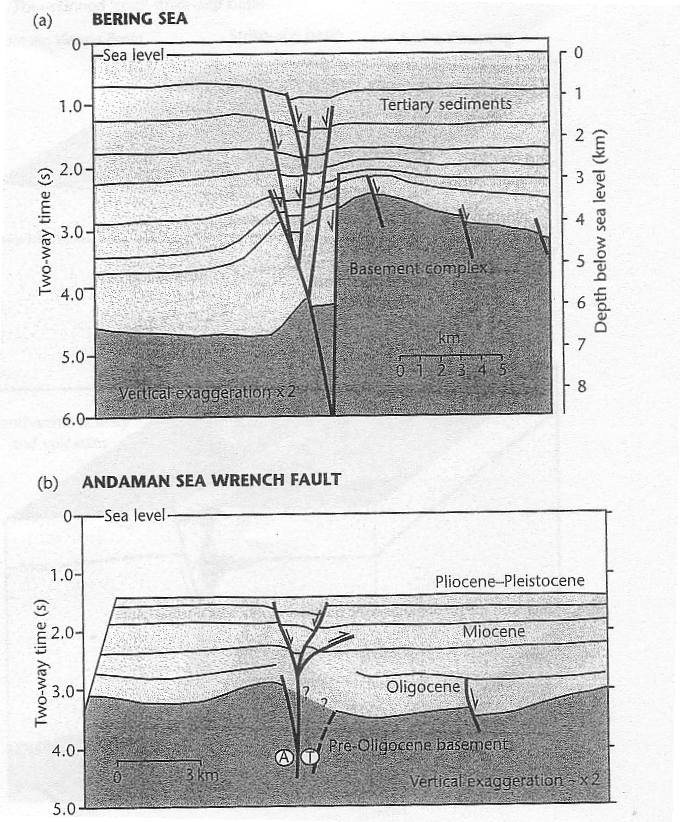 (a) BERING SEA
0
Sea level
0
1.0
Tertiary sediments
1
2
2.0
3
3.0
4
Basement complex
5
4.0
6
km
5.0
0 1 2 3 4 5
7
Vertical exaggeration x 2
8
6.0
Two-way time (s)
Depth below sea level (km)
(b) ANDAMAN SEA WRENCH FAULT
0
Sea level
1.0
Pliocene–Pleistocene
2.0
Miocene
3.0
Oligocene
?
?
4.0
A T
Pre-Oligocene basement
0 3 km
Vertical exaggeration ~ x 2
5.0
Two-way time (s)